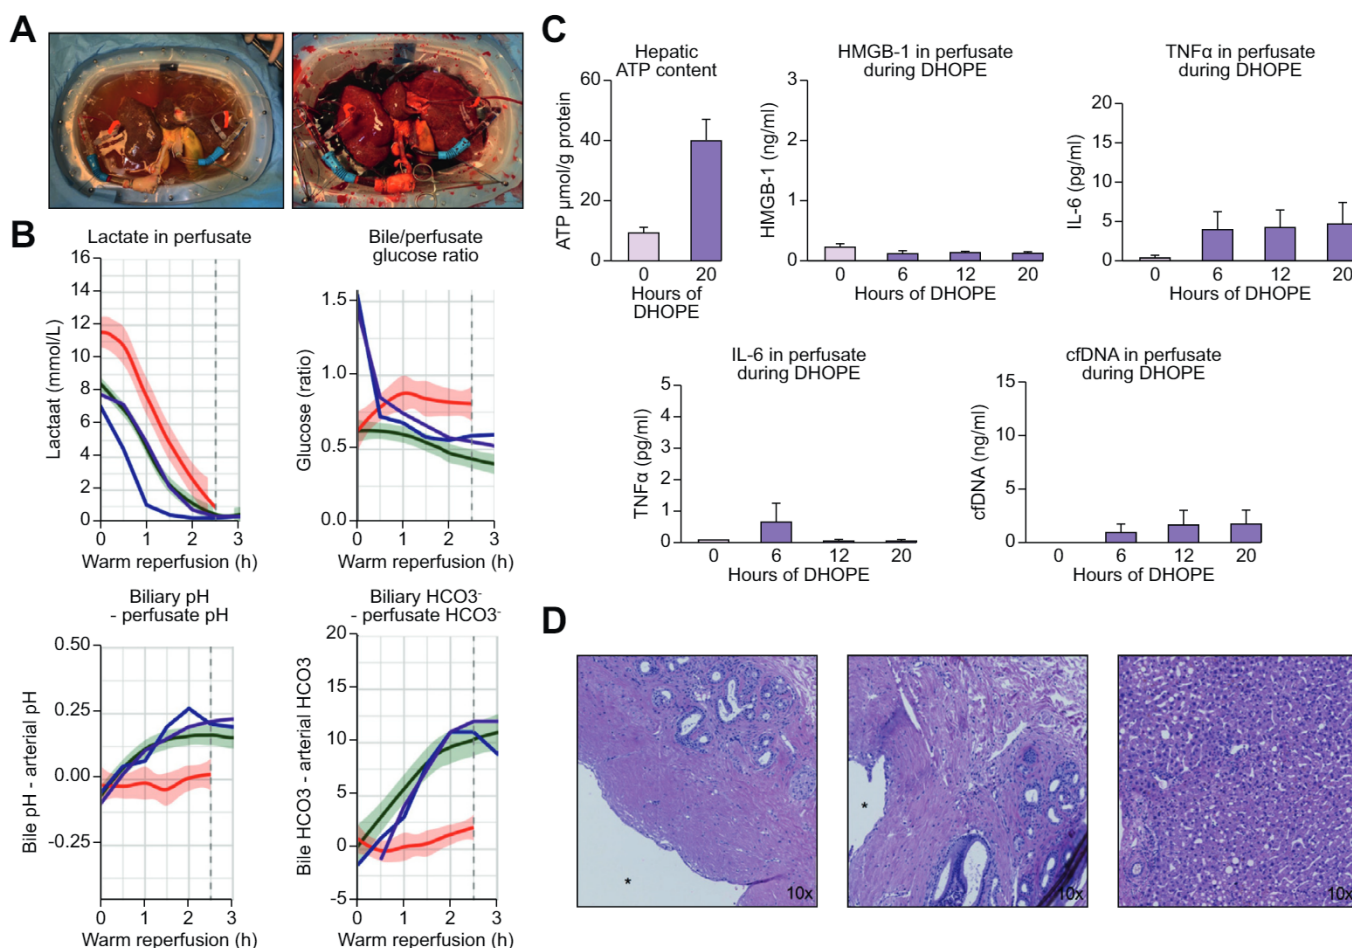 A
B
Lactate in perfusate
Lactaat (mmol/L)
16
14
12
10
8
6
4
2
0
0 1 2 3
Warm reperfusion (h)
Bile/perfusate
glucose ratio
Glucose (ratio)
1.5
1.0
0.5
0.0
0 1 2 3
Warm reperfusion (h)
Biliary pH
- perfusate pH
Bile pH - arterial pH
0.50
0.25
0.00
-0.25
0 1 2 3
Warm reperfusion (h)
Biliary HCO3-
- perfusate HCO3-
Bile HCO3 - arterial HCO3
20
15
10
5
0
-5
0 1 2 3
Warm reperfusion (h)
C
Hepatic
ATP content
ATP μmol/g protein
60
40
20
0
0 20
Hours of
DHOPE
HMGB-1 in perfusate
during DHOPE
HMGB-1 (ng/ml)
3
2
1
0
0 6 12 20
Hours of DHOPE
TNFα in perfusate
during DHOPE
IL-6 (pg/ml)
20
15
10
5
0
0 6 12 20
Hours of DHOPE
IL-6 in perfusate
during DHOPE
TNFα (pg/ml)
5
4
3
2
1
0
0 6 12 20
Hours of DHOPE
cfDNA in perfusate
during DHOPE
cfDNA (ng/ml)
15
10
5
0
0 6 12 20
Hours of DHOPE
D
*
10x
*
10x
10x